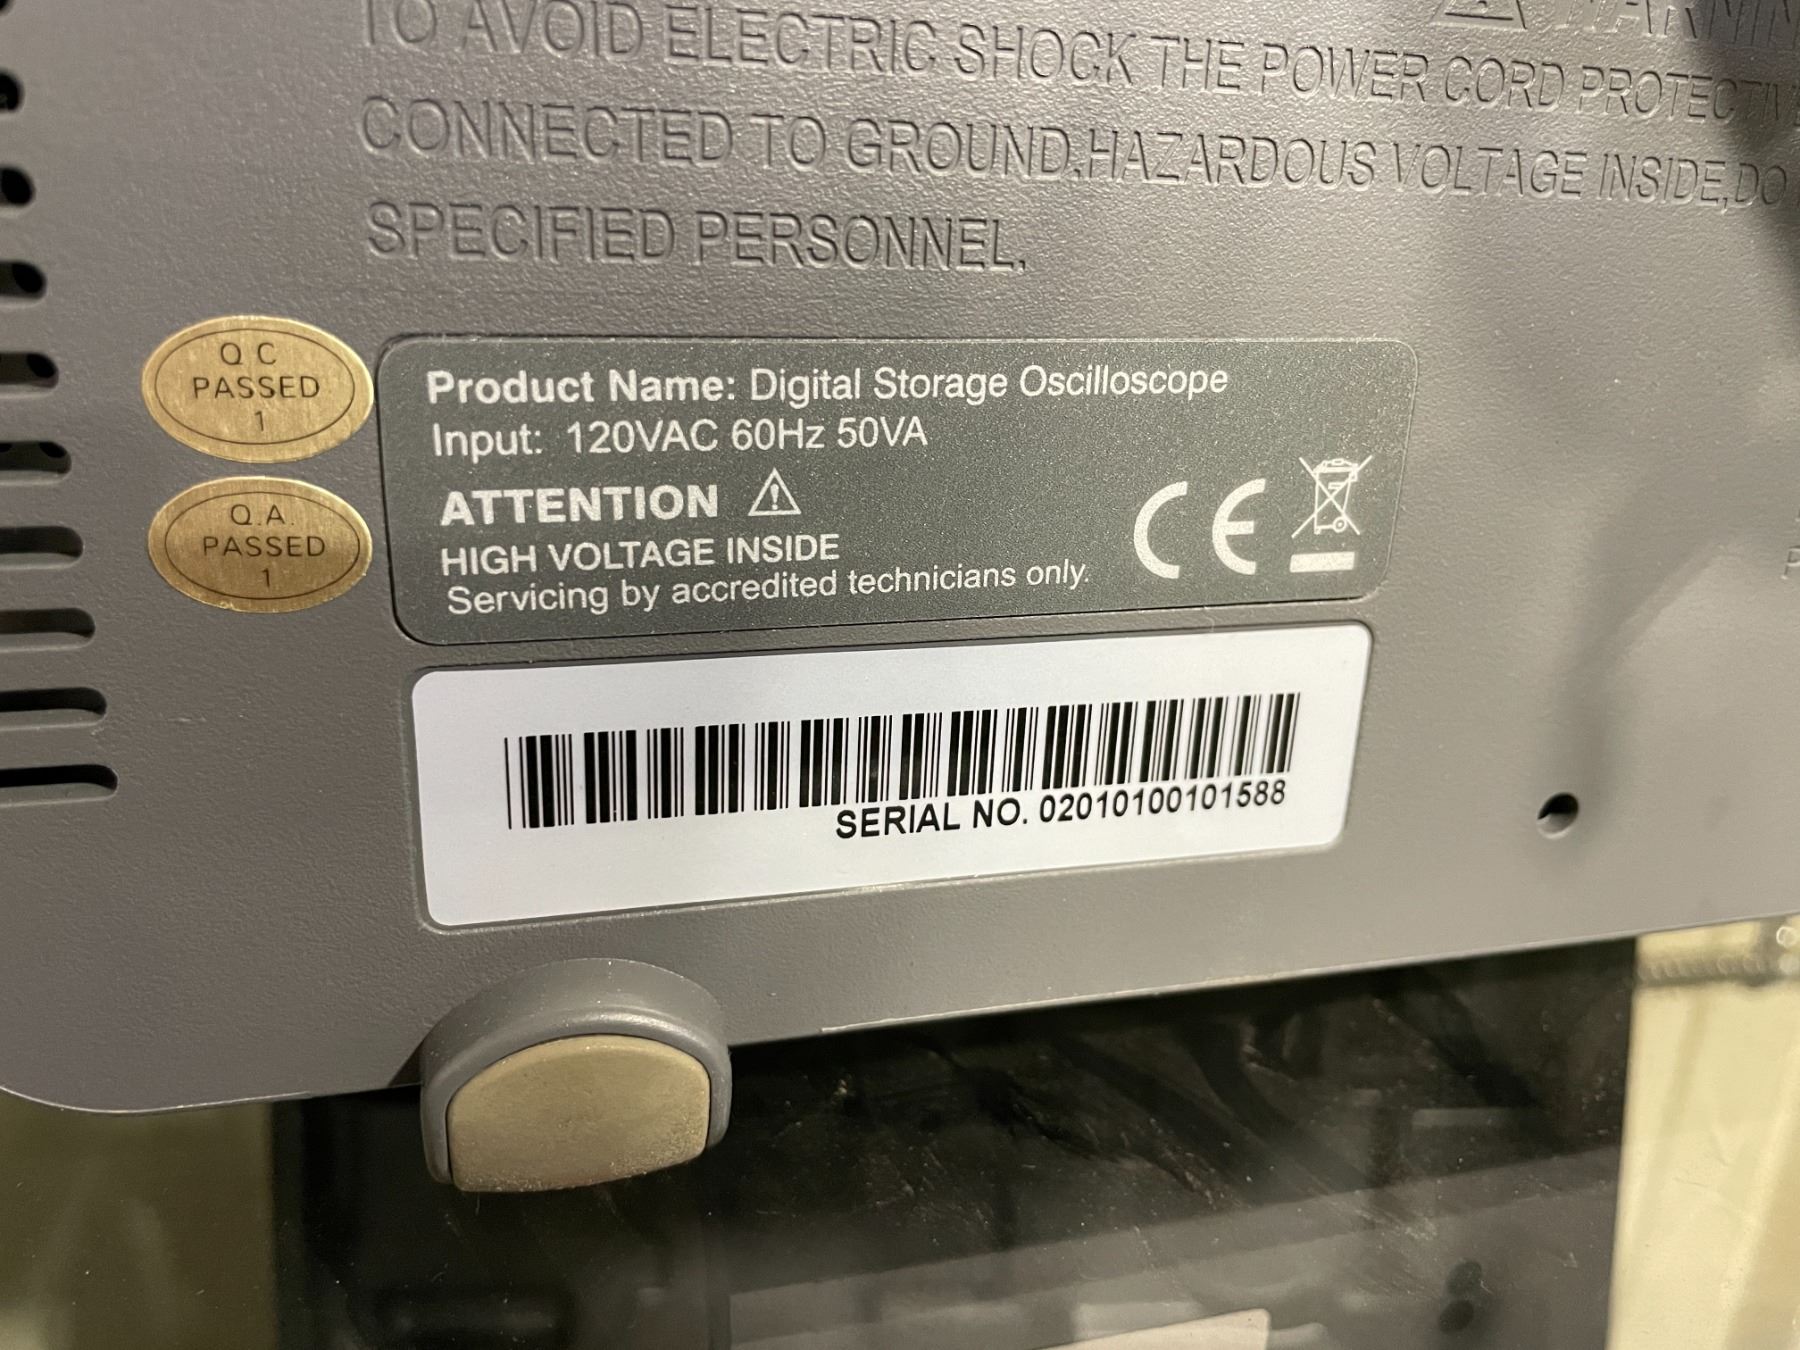 TO AVOID ELECTRIC SHOCK THE POWER CORD
CONNECTED TO GROUND.HAZARDOUS VOLTAGE INSIDE,DO
SPECIFIED PERSONNEL.
Q C
PASSED
1
Q.A.
PASSED
1
Product Name: Digital Storage Oscilloscope
Input: 120VAC 60Hz 50VA
ATTENTION
HIGH VOLTAGE INSIDE
Servicing by accredited technicians only.
CE
SERIAL NO. 02010100101588